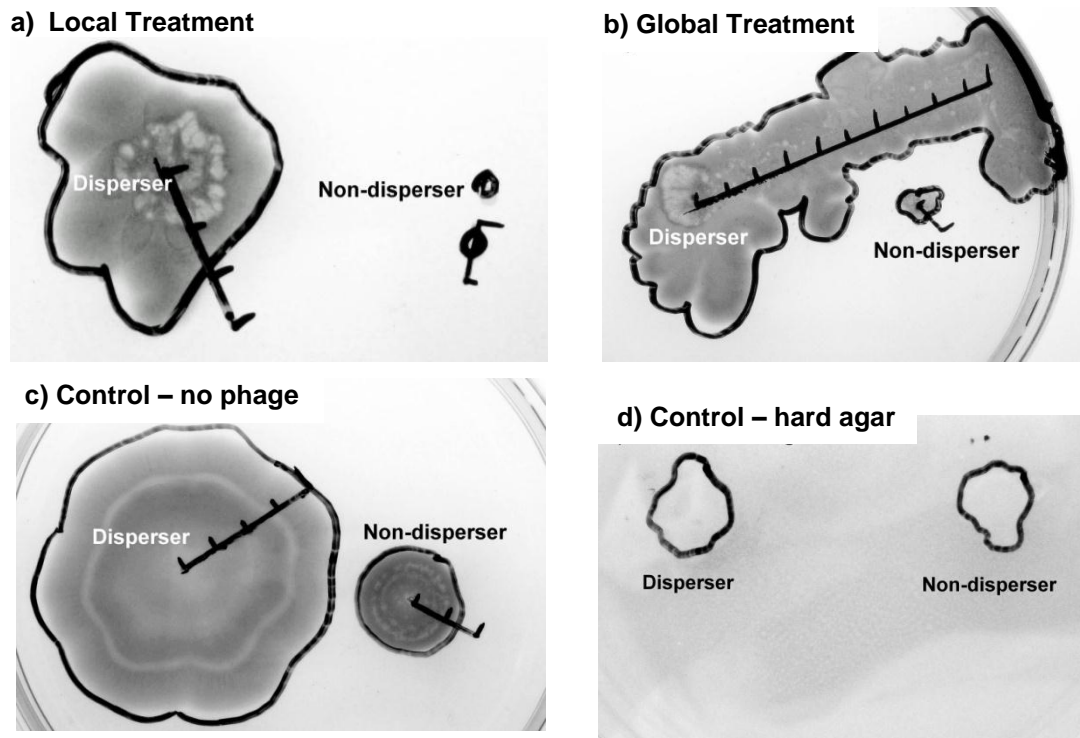 a) Local Treatment
Disperser
Non-disperser
b) Global Treatment
Disperser
Non-disperser
c) Control – no phage
Disperser
Non-disperser
d) Control – hard agar
Disperser
Non-disperser